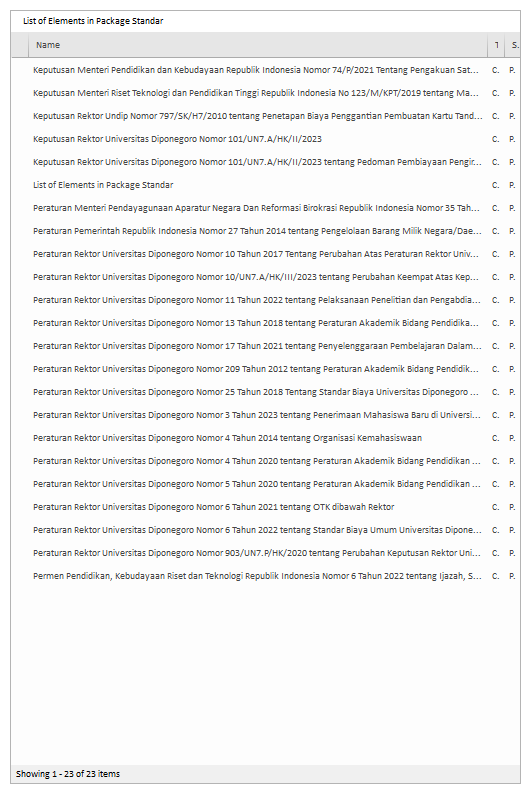 List of Elements in Package Standar
Name T S.
Keputusan Menteri Pendidikan dan Kebudayaan Republik Indonesia Nomor 74/P/2021 Tentang Pengakuan Sat... C. P.
Keputusan Menteri Riset Teknologi dan Pendidikan Tinggi Republik Indonesia No 123/M/KPT/2019 tentang Ma... C. P.
Keputusan Rektor Undip Nomor 797/SK/H7/2010 tentang Penetapan Biaya Penggantian Pembuatan Kartu Tand... C. P.
Keputusan Rektor Universitas Diponegoro Nomor 101/UN7.A/HK/II/2023 C. P.
Keputusan Rektor Universitas Diponegoro Nomor 101/UN7.A/HK/II/2023 tentang Pedoman Pembiayaan Pengir... C. P.
List of Elements in Package Standar C. P.
Peraturan Menteri Pendayagunaan Aparatur Negara Dan Reformasi Birokrasi Republik Indonesia Nomor 35 Tah... C. P.
Peraturan Pemerintah Republik Indonesia Nomor 27 Tahun 2014 tentang Pengelolaan Barang Milik Negara/Dae... C. P.
Peraturan Rektor Universitas Diponegoro Nomor 10 Tahun 2017 Tentang Perubahan Atas Peraturan Rektor Univ... C. P.
Peraturan Rektor Universitas Diponegoro Nomor 10/UN7.A/HK/III/2023 tentang Perubahan Keempat Atas Kep... C. P.
Peraturan Rektor Universitas Diponegoro Nomor 11 Tahun 2022 tentang Pelaksanaan Penelitian dan Pengabdia... C. P.
Peraturan Rektor Universitas Diponegoro Nomor 13 Tahun 2018 tentang Peraturan Akademik Bidang Pendidika... C. P.
Peraturan Rektor Universitas Diponegoro Nomor 17 Tahun 2021 tentang Penyelenggaraan Pembelajaran Dalam... C. P.
Peraturan Rektor Universitas Diponegoro Nomor 209 Tahun 2012 tentang Peraturan Akademik Bidang Pendidik... C. P.
Peraturan Rektor Universitas Diponegoro Nomor 25 Tahun 2018 Tentang Standar Biaya Universitas Diponegoro ... C. P.
Peraturan Rektor Universitas Diponegoro Nomor 3 Tahun 2023 tentang Penerimaan Mahasiswa Baru di Universi... C. P.
Peraturan Rektor Universitas Diponegoro Nomor 4 Tahun 2014 tentang Organisasi Kemahasiswaan C. P.
Peraturan Rektor Universitas Diponegoro Nomor 4 Tahun 2020 tentang Peraturan Akademik Bidang Pendidikan ... C. P.
Peraturan Rektor Universitas Diponegoro Nomor 5 Tahun 2020 tentang Peraturan Akademik Bidang Pendidikan ... C. P.
Peraturan Rektor Universitas Diponegoro Nomor 6 Tahun 2021 tentang OTK dibawah Rektor C. P.
Peraturan Rektor Universitas Diponegoro Nomor 6 Tahun 2022 tentang Standar Biaya Umum Universitas Dipone... C. P.
Peraturan Rektor Universitas Diponegoro Nomor 903/UN7.P/HK/2020 tentang Perubahan Keputusan Rektor Uni... C. P.
Permen Pendidikan, Kebudayaan Riset dan Teknologi Republik Indonesia Nomor 6 Tahun 2022 tentang Ijazah, S... C. P.
Showing 1 - 23 of 23 items